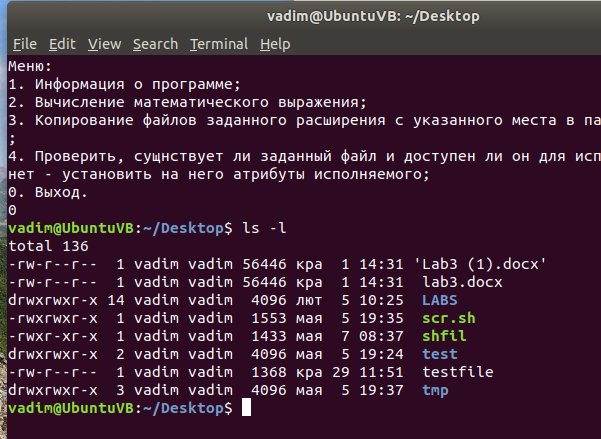 vadim@UbuntuVB: ~/Desktop
File Edit View Search Terminal Help
Меню:
1. Информация о программе;
2. Вычисление математического выражения;
3. Копирование файлов заданного расширения с указанного места в па
;
4. Проверить, сущнствует ли заданный файл и доступен ли он для исп
нет - установить на него атрибуты исполняемого;
0. Выход.
0
vadim@UbuntuVB:~/Desktop$ ls -l
total 136
-rw-r--r-- 1 vadim vadim 56446 кра 1 14:31 'Lab3 (1).docx'
-rw-r--r-- 1 vadim vadim 56446 кра 1 14:31 lab3.docx
drwxrwxr-x 14 vadim vadim 4096 лют 5 10:25 LABS
-rwxrwxr-x 1 vadim vadim 1553 мая 5 19:35 scr.sh
-rwxr-xr-x 1 vadim vadim 1433 мая 7 08:37 shfil
drwxrwxr-x 2 vadim vadim 4096 мая 5 19:24 test
-rw-r--r-- 1 vadim vadim 1368 кра 29 11:51 testfile
drwxrwxr-x 3 vadim vadim 4096 мая 5 19:37 tmp
vadim@UbuntuVB:~/Desktop$